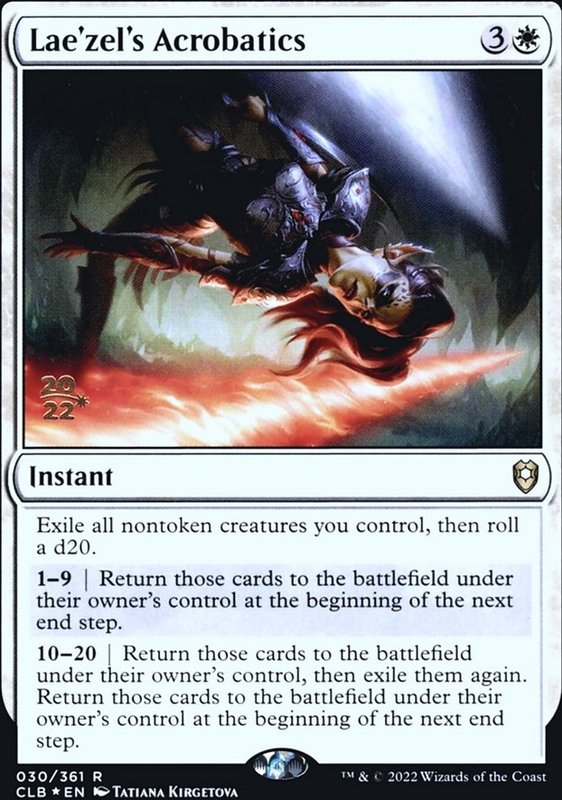 Lae'zel's Acrobatics 3
20
22
Instant
Exile all nontoken creatures you control, then roll
a d20.
1–9 | Return those cards to the battlefield under
their owner's control at the beginning of the next
end step.
10–20 | Return those cards to the battlefield
under their owner's control, then exile them again.
Return those cards to the battlefield under their
owner's control at the beginning of the next end
step.
030/361 R
™ & © 2022 Wizards of the Coast
CLB ★ EN Tatiana Kirgetova